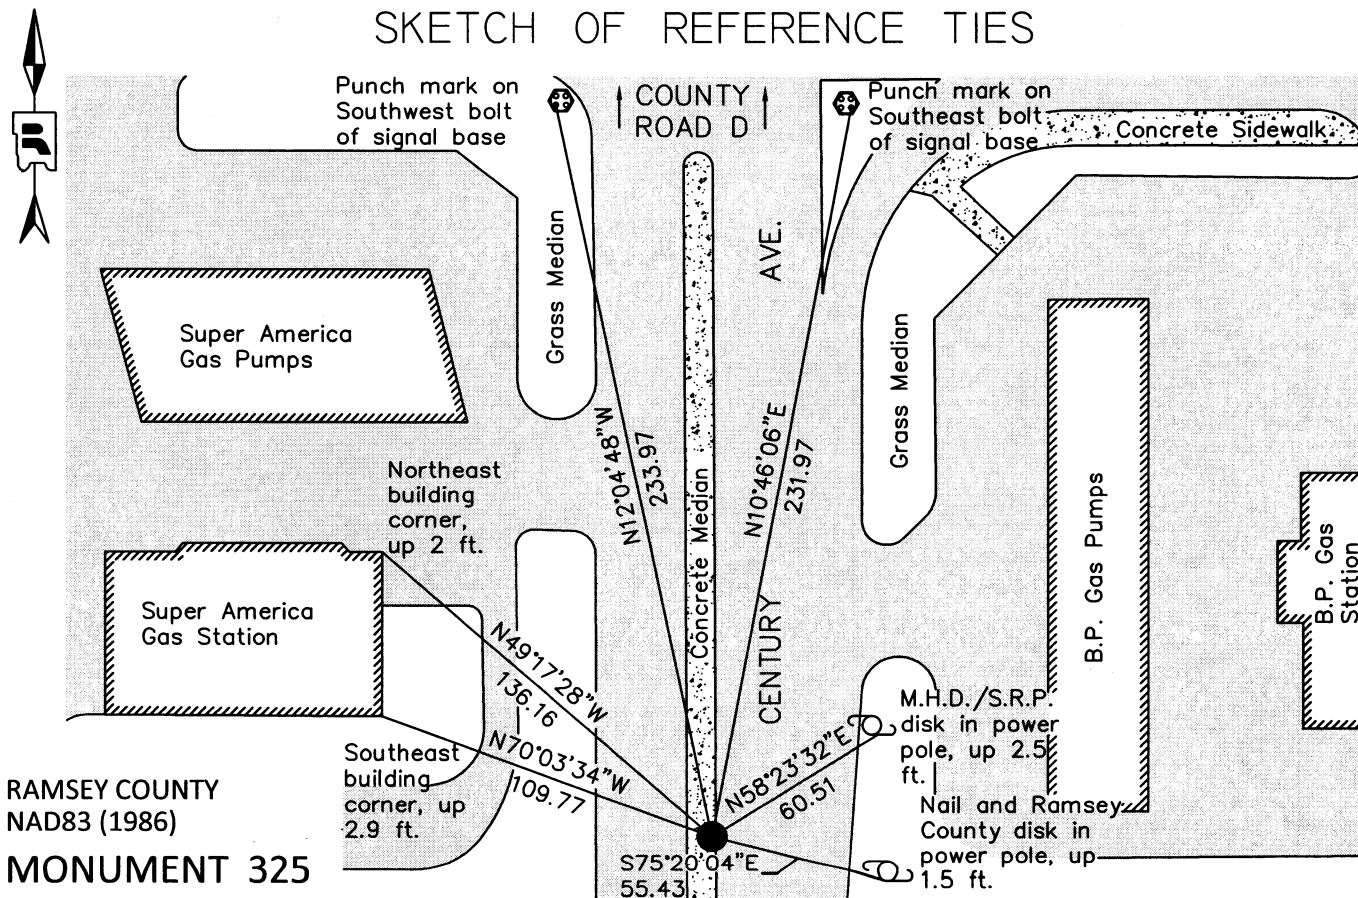 SKETCH OF REFERENCE TIES
Punch mark on
Southwest bolt
of signal base
COUNTY
ROAD D
Punch mark on
Southeast bolt
of signal base
Concrete Sidewalk
Grass Median
AVE.
Super America
Gas Pumps
Grass Median
N12°04'48"W
233.97
N10°46'06"E
231.97
Northeast
building
corner,
up 2 ft.
Concrete Median
B.P. Gas Pumps
B.P. Gas
Station
Super America
Gas Station
CENTURY
N49°17'28"W
136.16
M.H.D./S.R.P.
disk in power
pole, up 2.5
ft.
N70°03'34"W
109.77
Southeast
building
corner, up
2.9 ft.
N58°23'32"E
60.51
Nail and Ramsey
County disk in
power pole, up
1.5 ft.
S75°20'04"E
55.43
RAMSEY COUNTY
NAD83 (1986)
MONUMENT 325